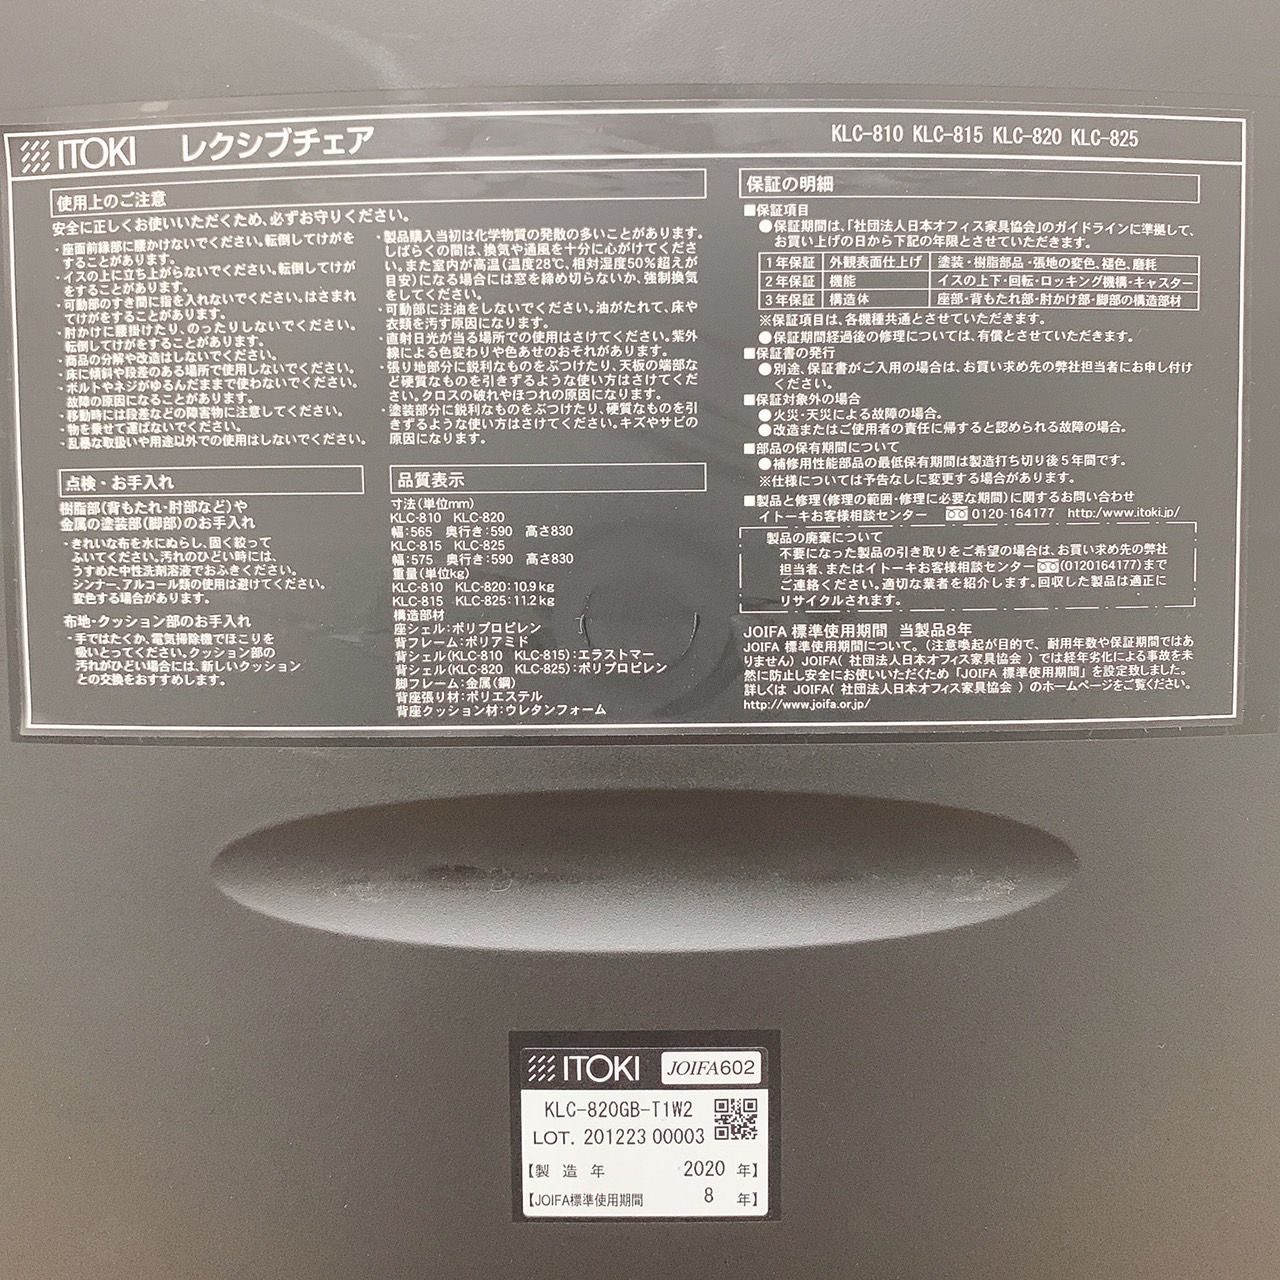 ITOKI レクシブチェア KLC-810 KLC-815 KLC-820 KLC-825
使用上のご注意
安全に正しくお使いいただくため、必ずお守りください。
・座面前縁部に腰かけないでください。転倒してけがを
することがあります。
・イスの上に立ち上がらないでください。転倒してけが
をすることがあります。
・可動部のすき間に指を入れないでください。はさまれ
てけがをすることがあります。
・肘かけに腰掛けたり、のったりしないでください。
転倒してけがをすることがあります。
・商品の分解や改造はしないでください。
・床に傾斜や段差のある場所で使用しないでください。
・ボルトやネジがゆるんだままで使わないでください。
故障の原因になることがあります。
・移動時には段差などの障害物に注意してください。
・物を乗せて運ばないでください。
・乱暴な取扱いや用途以外での使用はしないでください。
・製品購入当初は化学物質の発散の多いことがあります。
しばらくの間は、換気や通風を十分に心がけてくださ
い。また室内が高温(温度28℃、相対湿度50%超えが
目安)になる場合には窓を締め切らないか、強制換気
をしてください。
・可動部に注油をしないでください。油がたれて、床や
衣類を汚す原因になります。
・直射日光が当る場所での使用はさけてください。紫外
線による色変わりや色あせのおそれがあります。
・張り地部分に鋭利なものをぶつけたり、天板の端部な
ど硬質なものを引きずるような使い方はさけてくだ
さい。クロスの破れやほつれの原因になります。
・塗装部分に鋭利なものをぶつけたり、硬質なものを引
きずるような使い方はさけてください。キズやサビの
原因になります。
点検・お手入れ
樹脂部(背もたれ・肘部など)や
金属の塗装部(脚部)のお手入れ
・きれいな布を水にぬらし、固く絞って
ふいてください。汚れのひどい時には、
うすめた中性洗剤溶液でおふきください。
シンナー、アルコール類の使用は避けてください。
変色する場合があります。
布地・クッション部のお手入れ
・手ではたくか、電気掃除機でほこりを
吸いとってください。クッション部の
汚れがひどい場合には、新しいクッション
との交換をおすすめします。
品質表示
寸法(単位mm)
KLC-810 KLC-820
幅:565 奥行き:590 高さ830
KLC-815 KLC-825
幅:575 奥行き:590 高さ830
重量(単位kg)
KLC-810 KLC-820:10.9kg
KLC-815 KLC-825:11.2kg
構造部材
座シェル:ポリプロピレン
背フレーム:ポリアミド
背シェル(KLC-810 KLC-815):エラストマー
背シェル(KLC-820 KLC-825):ポリプロピレン
脚フレーム:金属(鋼)
背座張り材:ポリエステル
背座クッション材:ウレタンフォーム
保証の明細
■保証項目
●保証期間は、「社団法人日本オフィス家具協会」のガイドラインに準拠して、
お買い上げの日から下記の年限とさせていただきます。
1年保証 外観表面仕上げ 塗装・樹脂部品・張地の変色、褪色、磨耗
2年保証 機能 イスの上下・回転・ロッキング機構・キャスター
3年保証 構造体 座部・背もたれ部・肘かけ部・脚部の構造部材
※保証項目は、各機種共通とさせていただきます。
●保証期間経過後の修理については、有償とさせていただきます。
■保証書の発行
●別途、保証書がご入用の場合は、お買い求め先の弊社担当者にお申し付け
ください。
■保証対象外の場合
●火災・天災による故障の場合。
●改造またはご使用者の責任に帰すると認められる故障の場合。
■部品の保有期間について
●補修用性能部品の最低保有期間は製造打ち切り後5年間です。
※仕様については予告なしに変更する場合があります。
■製品と修理(修理の範囲・修理に必要な期間)に関するお問い合わせ
イトーキお客様相談センター 0120-164177 http:/www.itoki.jp/
製品の廃棄について
不要になった製品の引き取りをご希望の場合は、お買い求め先の弊社
担当者、またはイトーキお客様相談センター(0120164177)まで
ご連絡ください。適切な業者を紹介します。回収した製品は適正に
リサイクルされます。
JOIFA 標準使用期間 当製品8年
JOIFA 標準使用期間について。(注意喚起が目的で、耐用年数や保証期間ではあ
りません) JOIFA( 社団法人日本オフィス家具協会 ) では経年劣化による事故を未
然に防止し安全にお使いいただくため「JOIFA 標準使用期間」を設定致しました。
詳しくは JOIFA( 社団法人日本オフィス家具協会 ) のホームページをご覧ください。
http://www.joifa.or.jp/
ITOKI JOIFA602
KLC-820GB-T1W2
LOT. 201223 00003
【製 造 年 2020 年】
【JOIFA標準使用期間 8 年】